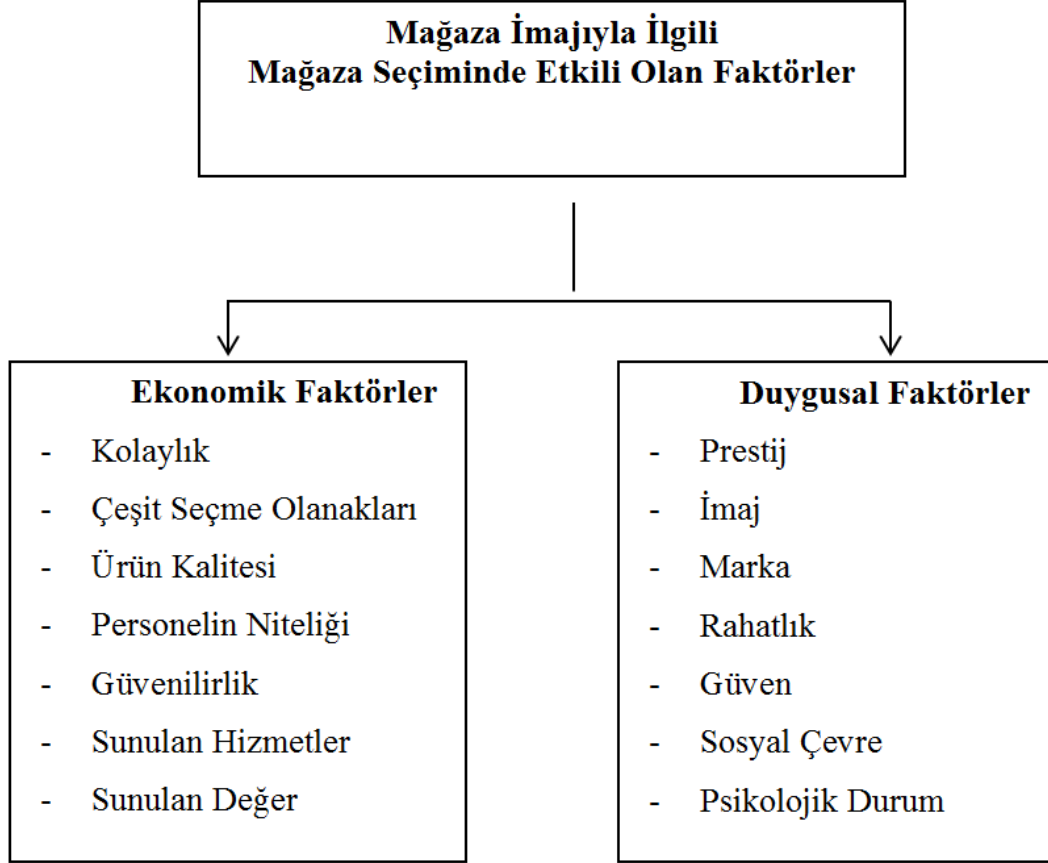 Mağaza İmajıyla İlgili
Mağaza Seçiminde Etkili Olan Faktörler
Ekonomik Faktörler
- Kolaylık
- Çeşit Seçme Olanakları
- Ürün Kalitesi
- Personelin Niteliği
- Güvenilirlik
- Sunulan Hizmetler
- Sunulan Değer
Duygusal Faktörler
- Prestij
- İmaj
- Marka
- Rahatlık
- Güven
- Sosyal Çevre
- Psikolojik Durum